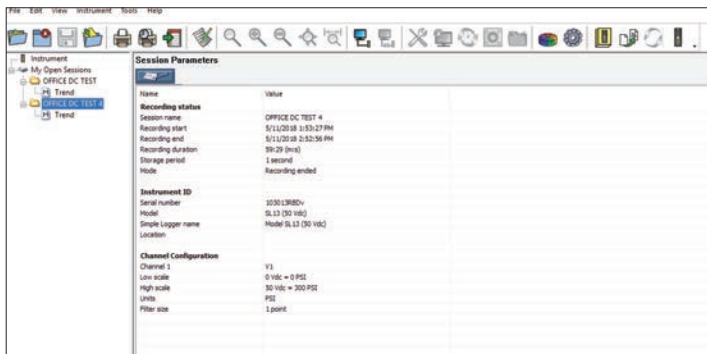 File Edit View Instrument Tools Help
Instrument
My Open Sessions
OFFICE DC TEST
Trend
OFFICE DC TEST 4
Trend
Session Parameters
Name Value
Recording status
Session name OFFICE DC TEST 4
Recording start 5/11/2018 1:53:27 PM
Recording end 5/11/2018 2:52:56 PM
Recording duration 59:29 (m:s)
Storage period 1 second
Mode Recording ended
Instrument ID
Serial number 103013RBDv
Model SL13 (50 Vdc)
Simple Logger name Model SL13 (50 Vdc)
Location
Channel Configuration
Channel 1 V1
Low scale 0 Vdc = 0 PSI
High scale 50 Vdc = 300 PSI
Units PSI
Filter size 1 point